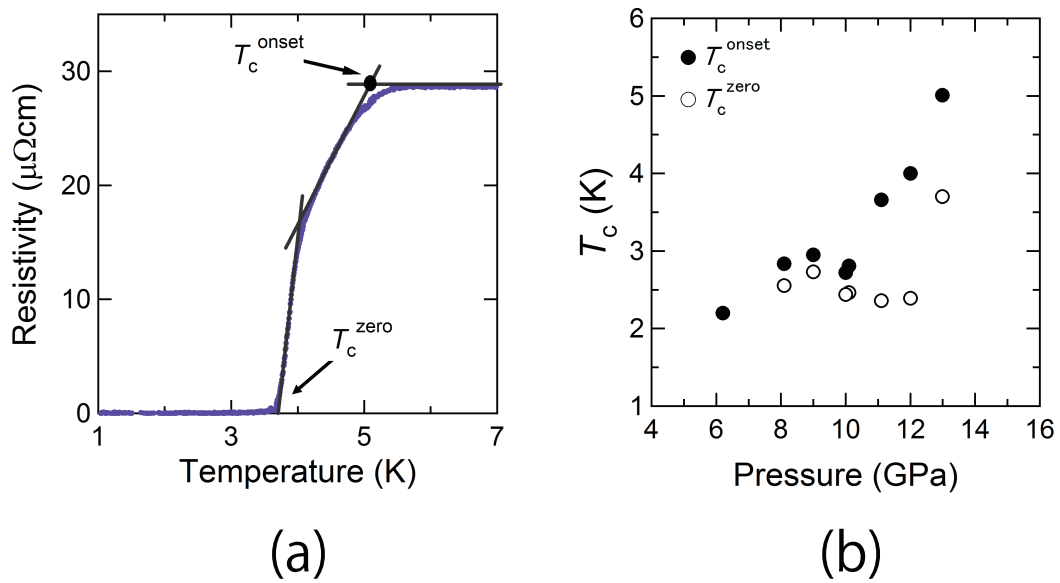 T_c^onset
30
20
10
0
Resistivity (μΩcm)
T_c^zero
1
3
5
7
Temperature (K)
(a)
6
5
4
3
2
1
T_c (K)
T_c^onset
T_c^zero
4
6
8
10
12
14
16
Pressure (GPa)
(b)